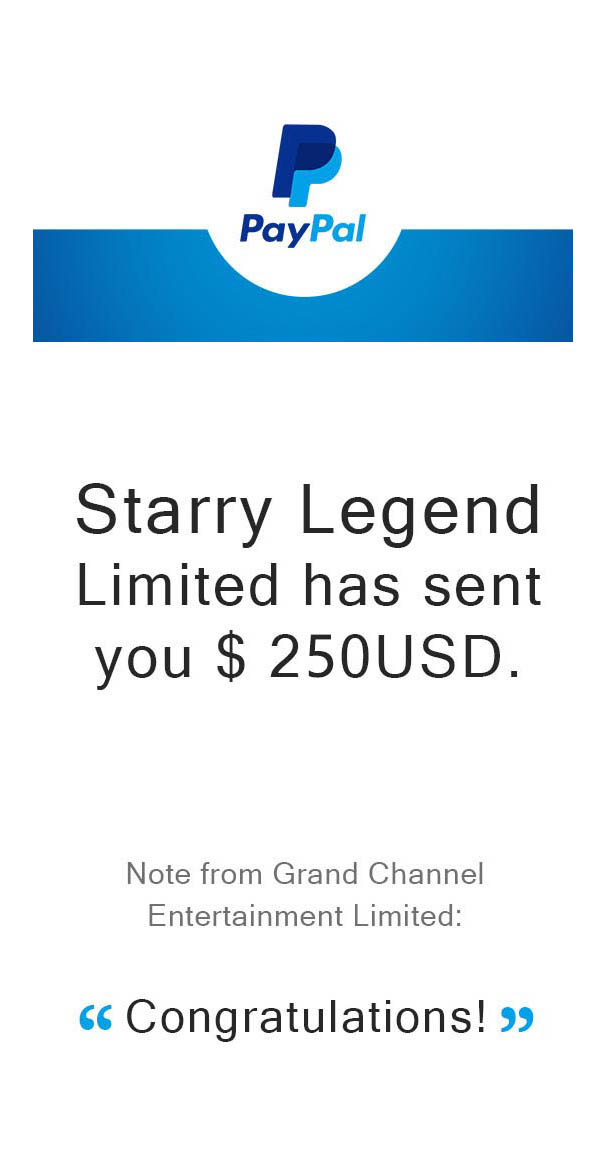 PayPal
Starry Legend
Limited has sent
you $ 250USD.
Note from Grand Channel
Entertainment Limited:
“ Congratulations! ”